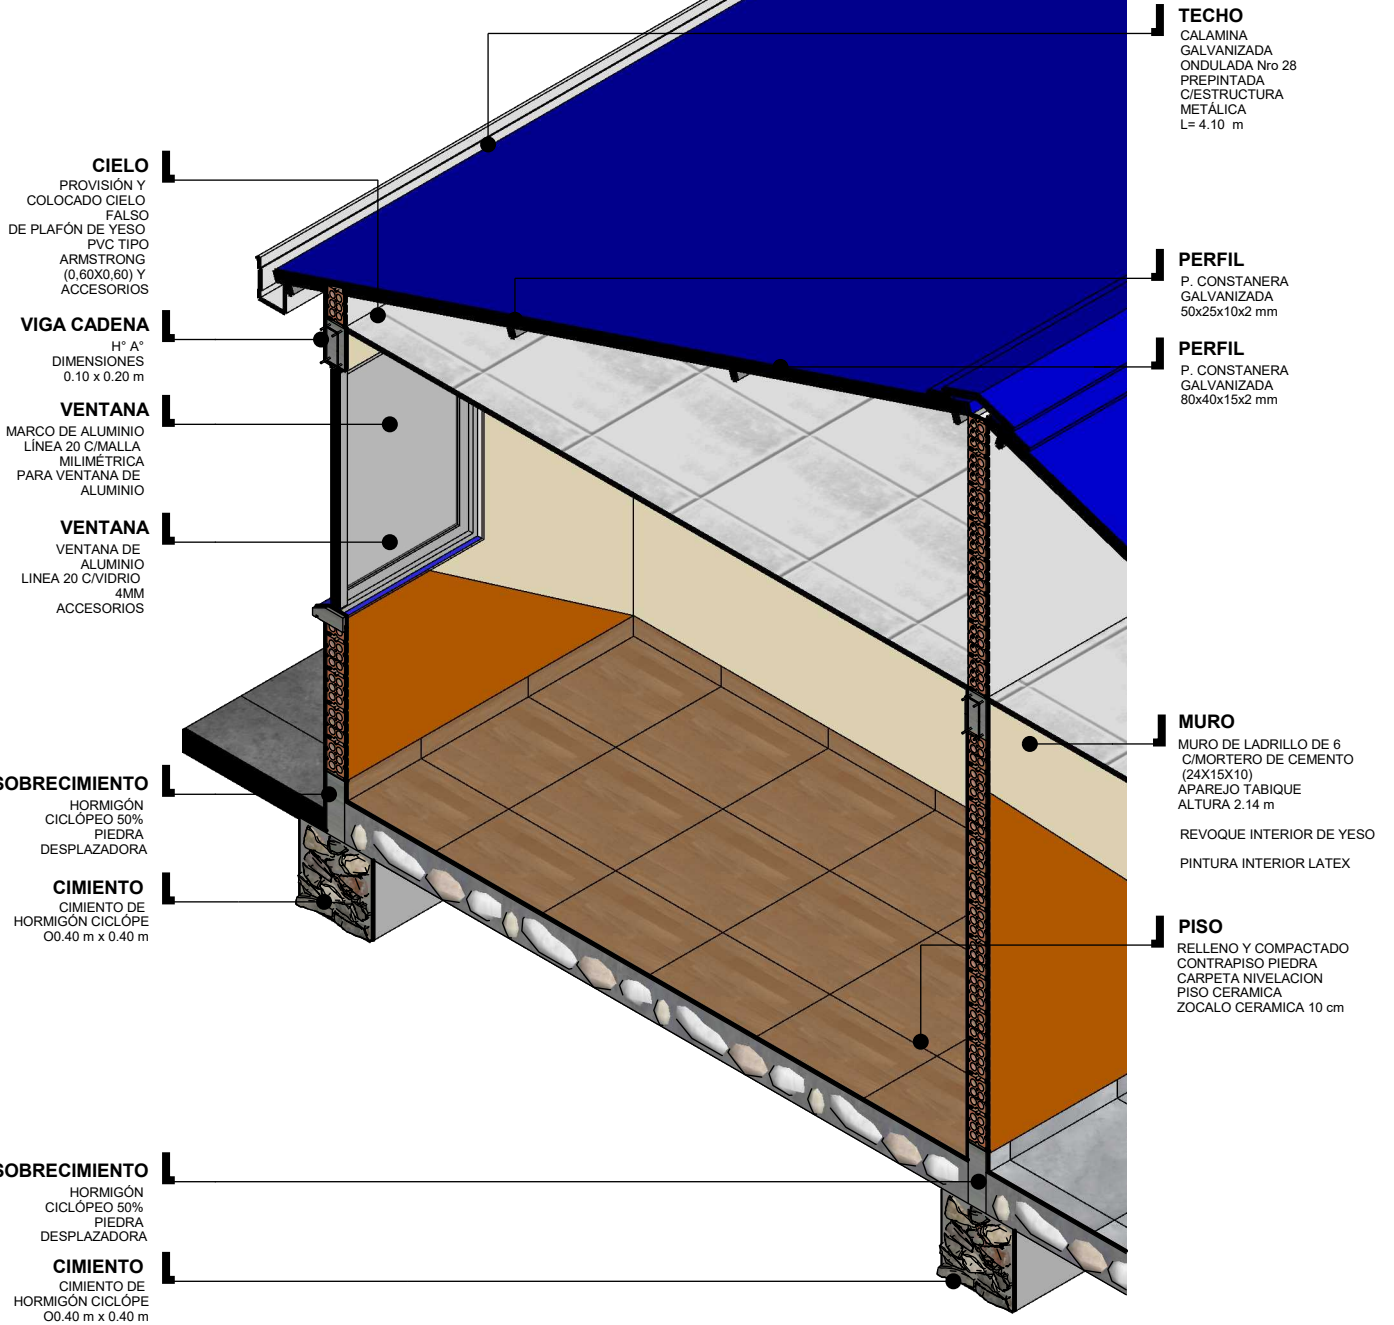 TECHO
CALAMINA
GALVANIZADA
ONDULADA Nro 28
PREPINTADA
C/ESTRUCTURA
METÁLICA
L= 4.10 m
CIELO
PROVISIÓN Y
COLOCADO CIELO
FALSO
DE PLAFÓN DE YESO
PVC TIPO
ARMSTRONG
(0,60X0,60) Y
ACCESORIOS
PERFIL
P. CONSTANERA
GALVANIZADA
50x25x10x2 mm
VIGA CADENA
H° A°
DIMENSIONES
0.10 x 0.20 m
PERFIL
P. CONSTANERA
GALVANIZADA
80x40x15x2 mm
VENTANA
MARCO DE ALUMINIO
LÍNEA 20 C/MALLA
MILIMÉTRICA
PARA VENTANA DE
ALUMINIO
VENTANA
VENTANA DE
ALUMINIO
LINEA 20 C/VIDRIO
4MM
ACCESORIOS
MURO
MURO DE LADRILLO DE 6
C/MORTERO DE CEMENTO
(24X15X10)
APAREJO TABIQUE
ALTURA 2.14 m
REVOQUE INTERIOR DE YESO
PINTURA INTERIOR LATEX
SOBRECIMIENTO
HORMIGÓN
CICLÓPEO 50%
PIEDRA
DESPLAZADORA
CIMIENTO
CIMIENTO DE
HORMIGÓN CICLÓPE
O0.40 m x 0.40 m
PISO
RELLENO Y COMPACTADO
CONTRAPISO PIEDRA
CARPETA NIVELACION
PISO CERAMICA
ZOCALO CERAMICA 10 cm
SOBRECIMIENTO
HORMIGÓN
CICLÓPEO 50%
PIEDRA
DESPLAZADORA
CIMIENTO
CIMIENTO DE
HORMIGÓN CICLÓPE
O0.40 m x 0.40 m